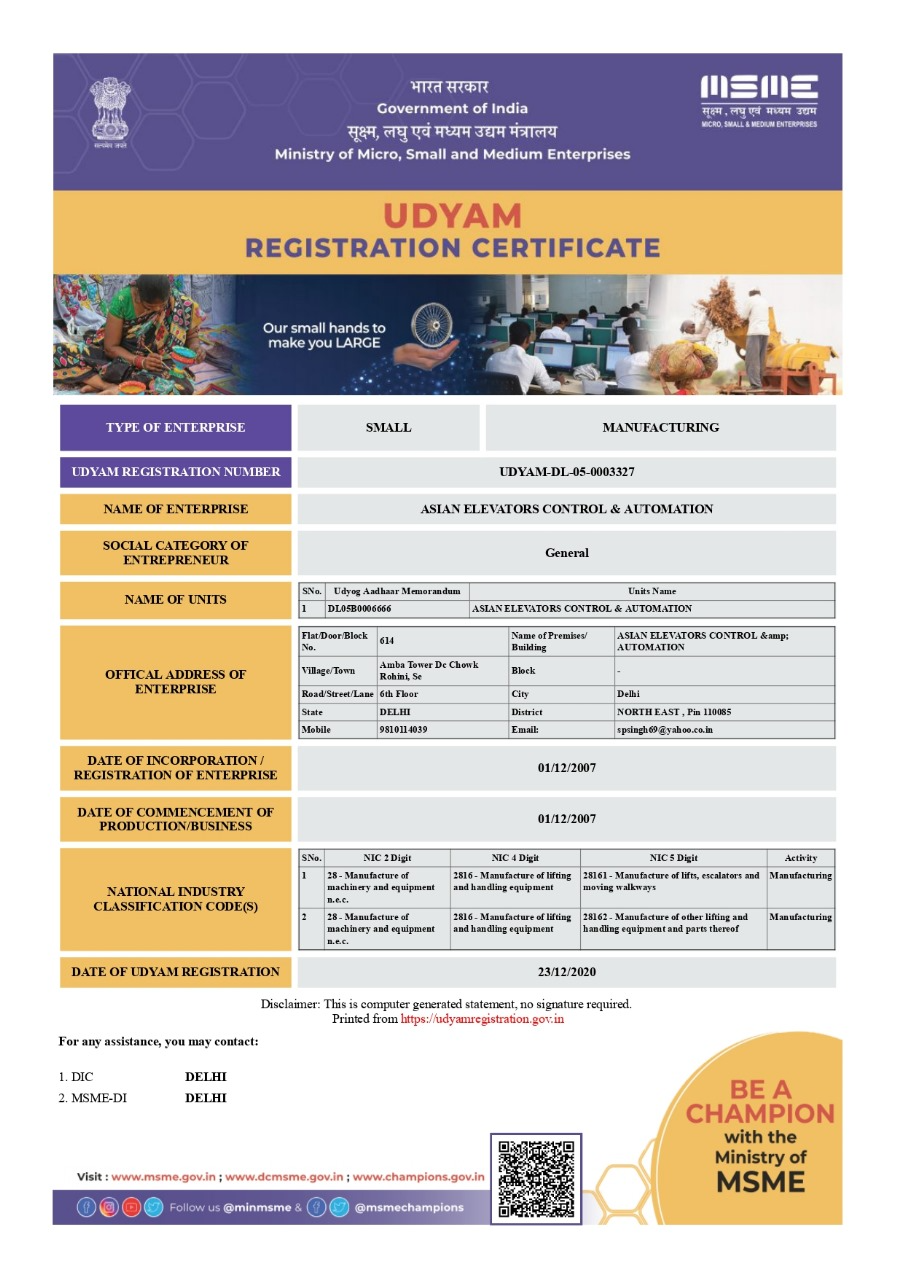 भारत सरकार
Government of India
सूक्ष्म, लघु एवं मध्यम उद्यम मंत्रालय
Ministry of Micro, Small and Medium Enterprises
सत्यमेव जयते
MSME
सूक्ष्म, लघु एवं मध्यम उद्यम
MICRO, SMALL & MEDIUM ENTERPRISES
UDYAM
REGISTRATION CERTIFICATE
Our small hands to
make you LARGE
TYPE OF ENTERPRISE SMALL MANUFACTURING
UDYAM REGISTRATION NUMBER UDYAM-DL-05-0003327
NAME OF ENTERPRISE ASIAN ELEVATORS CONTROL & AUTOMATION
SOCIAL CATEGORY OF
ENTREPRENEUR
General
NAME OF UNITS
SNo. Udyog Aadhaar Memorandum Units Name
1 DL05B0006666 ASIAN ELEVATORS CONTROL & AUTOMATION
OFFICAL ADDRESS OF
ENTERPRISE
Flat/Door/Block
No.
614
Name of Premises/
Building
ASIAN ELEVATORS CONTROL &amp;
AUTOMATION
Village/Town
Amba Tower Dc Chowk
Rohini, Se
Block -
Road/Street/Lane 6th Floor City Delhi
State DELHI District NORTH EAST , Pin 110085
Mobile 9810114039 Email: spsingh69@yahoo.co.in
DATE OF INCORPORATION /
REGISTRATION OF ENTERPRISE
01/12/2007
DATE OF COMMENCEMENT OF
PRODUCTION/BUSINESS
01/12/2007
NATIONAL INDUSTRY
CLASSIFICATION CODE(S)
SNo. NIC 2 Digit NIC 4 Digit NIC 5 Digit Activity
1
28 - Manufacture of
machinery and equipment
n.e.c.
2816 - Manufacture of lifting
and handling equipment
28161 - Manufacture of lifts, escalators and
moving walkways
Manufacturing
2
28 - Manufacture of
machinery and equipment
n.e.c.
2816 - Manufacture of lifting
and handling equipment
28162 - Manufacture of other lifting and
handling equipment and parts thereof
Manufacturing
DATE OF UDYAM REGISTRATION 23/12/2020
Disclaimer: This is computer generated statement, no signature required.
Printed from https://udyamregistration.gov.in
For any assistance, you may contact:
1. DIC DELHI
2. MSME-DI DELHI
BE A
CHAMPION
with the
Ministry of
MSME
Visit : www.msme.gov.in ; www.dcmsme.gov.in ; www.champions.gov.in
Follow us @minmsme & @msmechampions